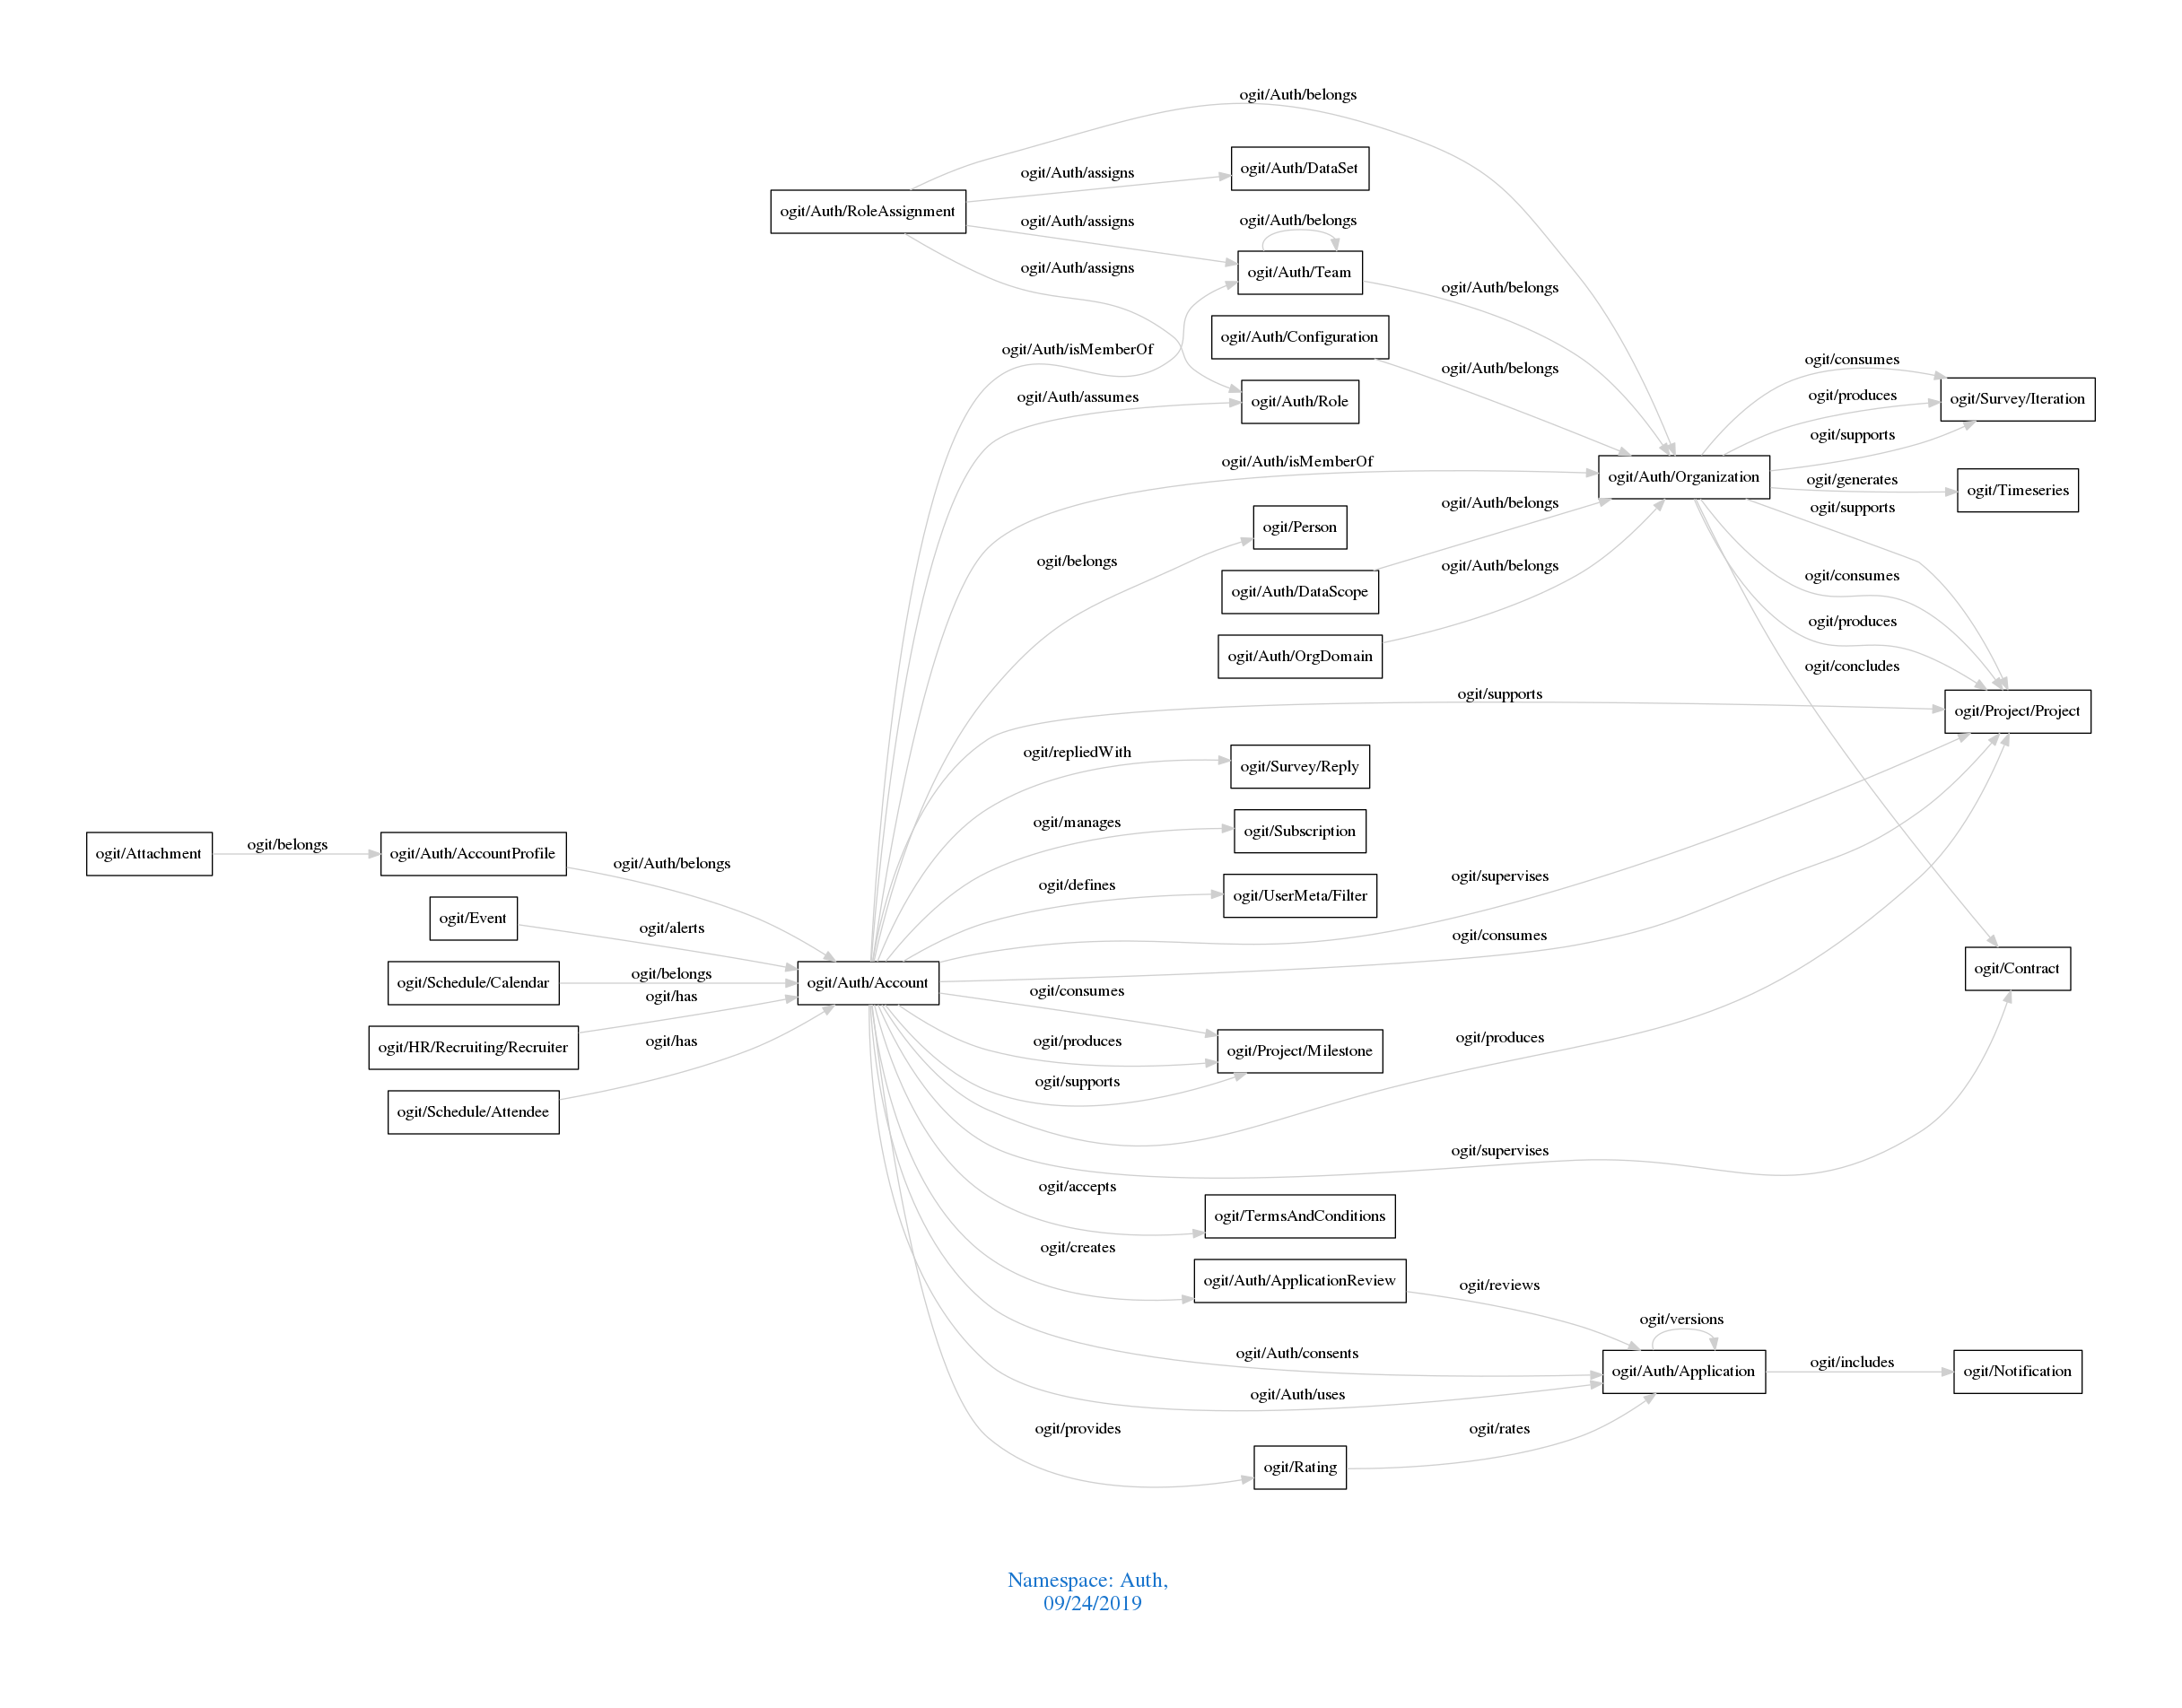 ogit/Auth/belongs
ogit/Auth/DataSet
ogit/Auth/assigns
ogit/Auth/RoleAssignment
ogit/Auth/assigns
ogit/Auth/belongs
ogit/Auth/assigns
ogit/Auth/Team
ogit/Auth/belongs
ogit/Auth/Configuration
ogit/Auth/isMemberOf
ogit/Auth/belongs
ogit/consumes
ogit/Auth/assumes
ogit/Auth/Role
ogit/produces
ogit/Survey/Iteration
ogit/supports
ogit/Auth/isMemberOf
ogit/Auth/Organization
ogit/generates
ogit/Timeseries
ogit/Auth/belongs
ogit/supports
ogit/Person
ogit/belongs
ogit/Auth/belongs
ogit/consumes
ogit/Auth/DataScope
ogit/produces
ogit/Auth/OrgDomain
ogit/concludes
ogit/supports
ogit/Project/Project
ogit/repliedWith
ogit/Survey/Reply
ogit/manages
ogit/Subscription
ogit/Attachment
ogit/belongs
ogit/Auth/AccountProfile
ogit/Auth/belongs
ogit/defines
ogit/UserMeta/Filter
ogit/supervises
ogit/Event
ogit/alerts
ogit/consumes
ogit/Schedule/Calendar
ogit/belongs
ogit/Auth/Account
ogit/Contract
ogit/has
ogit/consumes
ogit/HR/Recruiting/Recruiter
ogit/has
ogit/produces
ogit/Project/Milestone
ogit/produces
ogit/supports
ogit/Schedule/Attendee
ogit/supervises
ogit/accepts
ogit/TermsAndConditions
ogit/creates
ogit/Auth/ApplicationReview
ogit/reviews
ogit/versions
ogit/Auth/consents
ogit/Auth/Application
ogit/includes
ogit/Notification
ogit/Auth/uses
ogit/provides
ogit/rates
ogit/Rating
Namespace: Auth,
09/24/2019